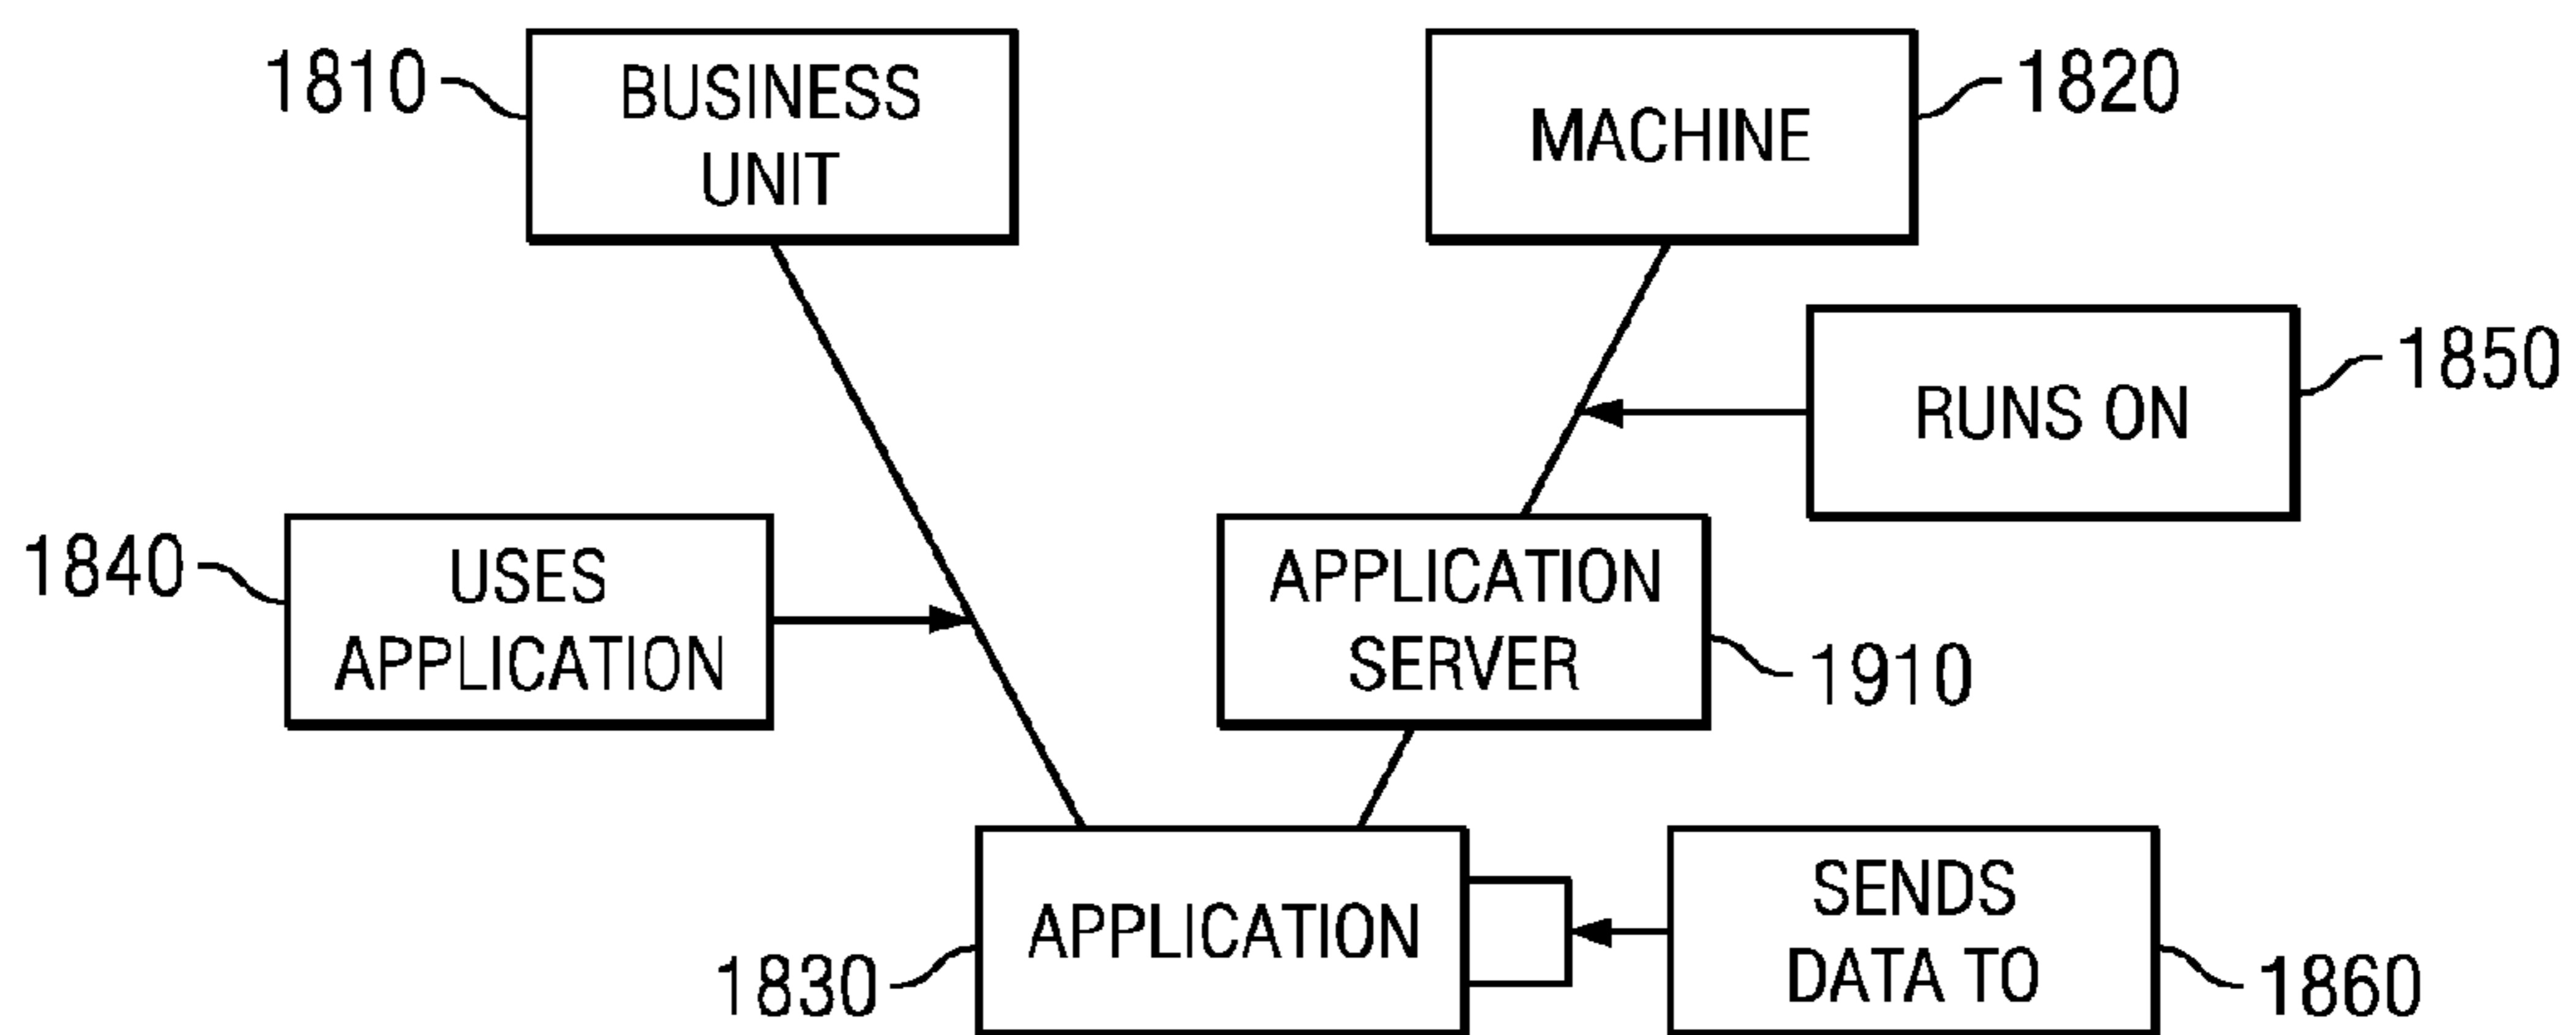 1810
BUSINESS
UNIT
MACHINE
1820
RUNS ON
1850
1840
USES
APPLICATION
APPLICATION
SERVER
1910
1830
APPLICATION
SENDS
DATA TO
1860